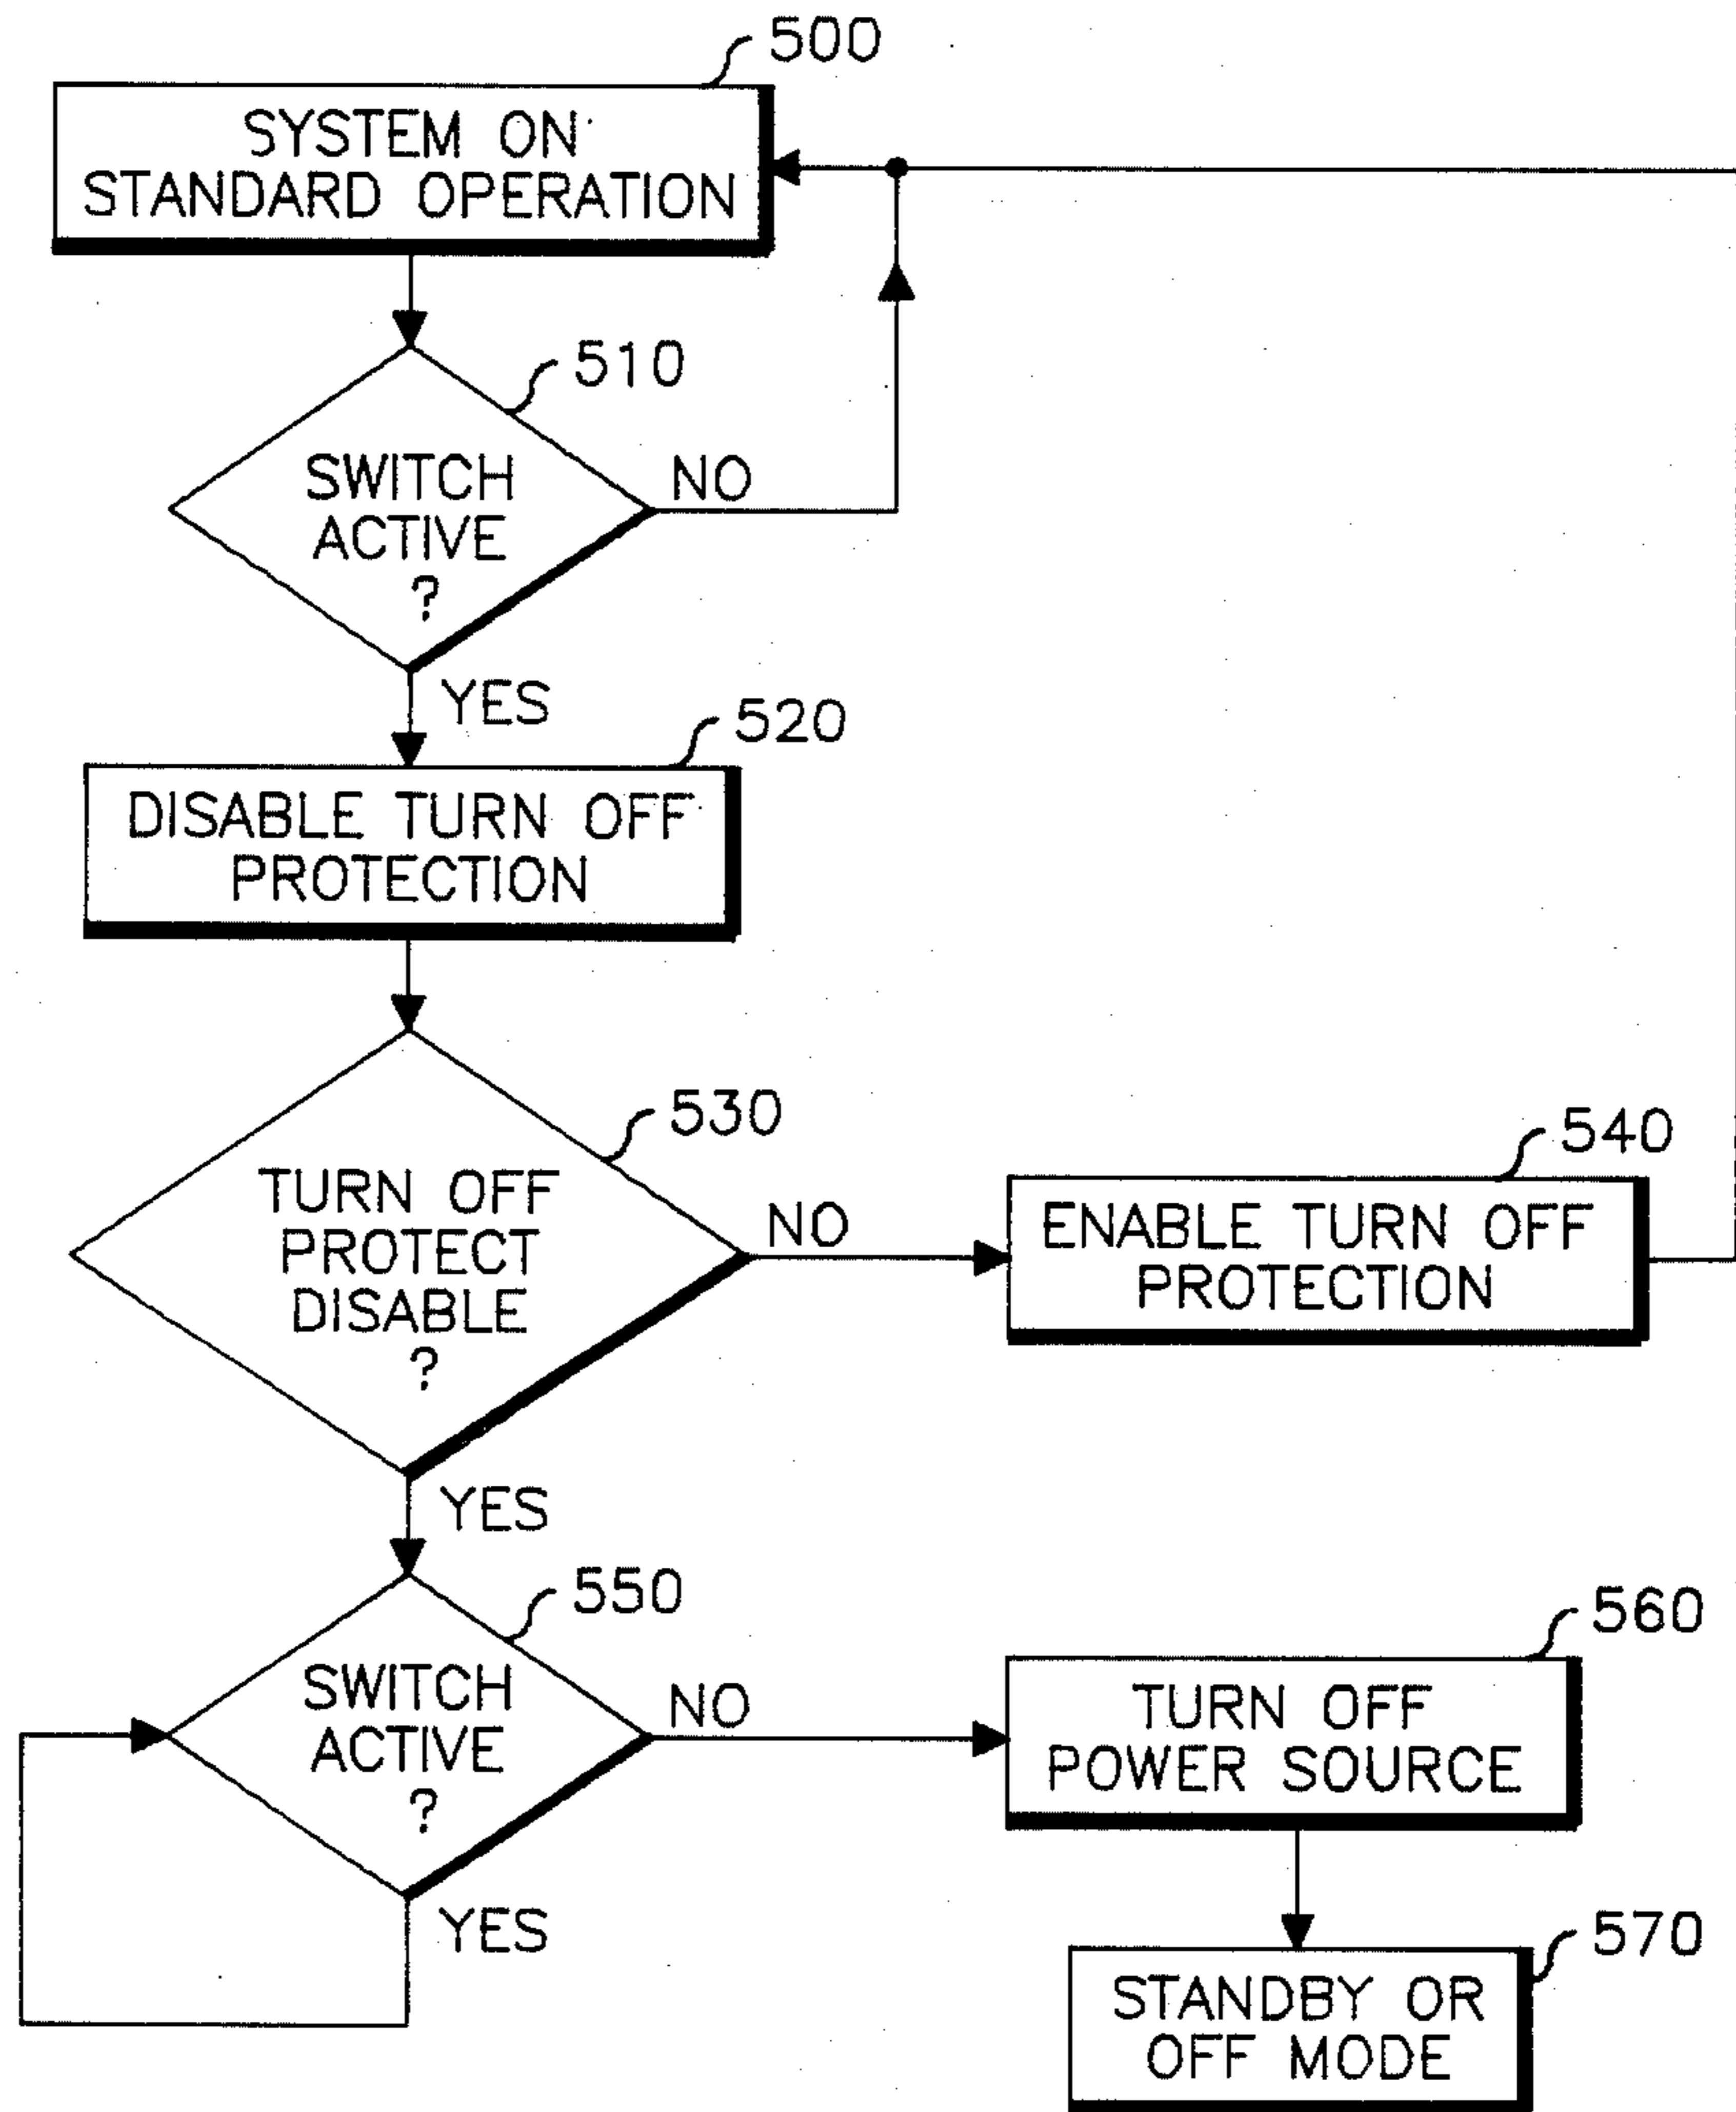 500
SYSTEM ON
STANDARD OPERATION
510
SWITCH
ACTIVE
?
NO
YES
520
DISABLE TURN OFF
PROTECTION
530
TURN OFF
PROTECT
DISABLE
?
NO
540
ENABLE TURN OFF
PROTECTION
YES
550
SWITCH
ACTIVE
?
NO
YES
560
TURN OFF
POWER SOURCE
570
STANDBY OR
OFF MODE